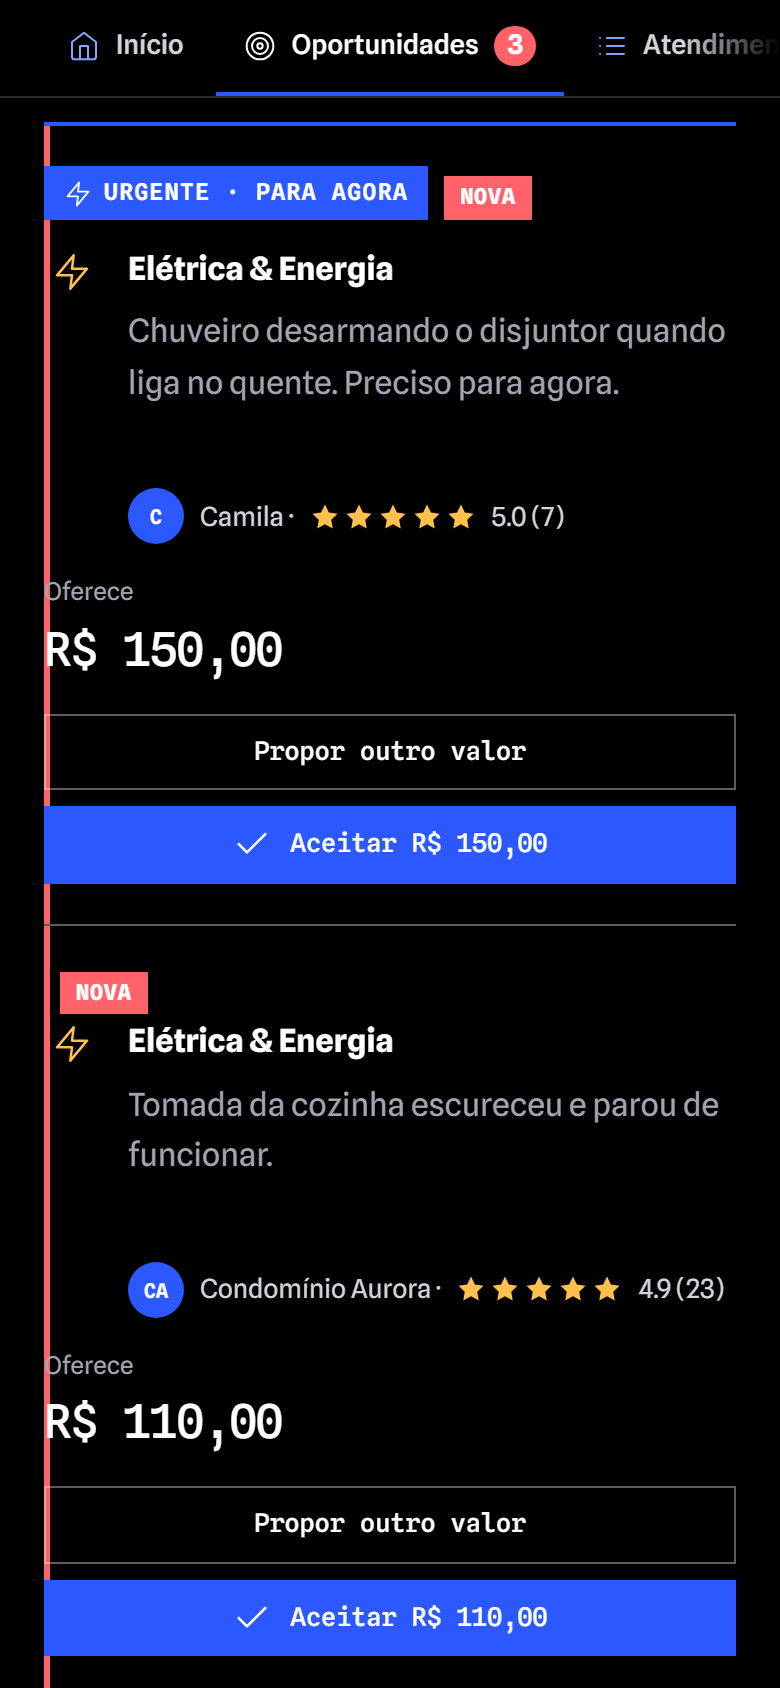 Início
Oportunidades 3
Atendimen
URGENTE · PARA AGORA
NOVA
Elétrica & Energia
Chuveiro desarmando o disjuntor quando
liga no quente. Preciso para agora.
C
Camila · ★★★★★ 5.0 (7)
Oferece
R$ 150,00
Propor outro valor
Aceitar R$ 150,00
NOVA
Elétrica & Energia
Tomada da cozinha escureceu e parou de
funcionar.
CA
Condomínio Aurora · ★★★★★ 4.9 (23)
Oferece
R$ 110,00
Propor outro valor
Aceitar R$ 110,00